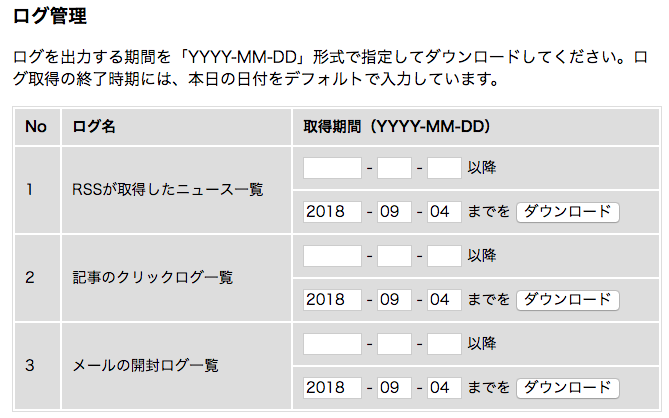 ログ管理
ログを出力する期間を「YYYY-MM-DD」形式で指定してダウンロードしてください。ロ
グ取得の終了時期には、本日の日付をデフォルトで入力しています。
No ログ名 取得期間（YYYY-MM-DD）
- - 以降
1 RSSが取得したニュース一覧
2018 - 09 - 04 までを ダウンロード
- - 以降
2 記事のクリックログ一覧
2018 - 09 - 04 までを ダウンロード
- - 以降
3 メールの開封ログ一覧
2018 - 09 - 04 までを ダウンロード